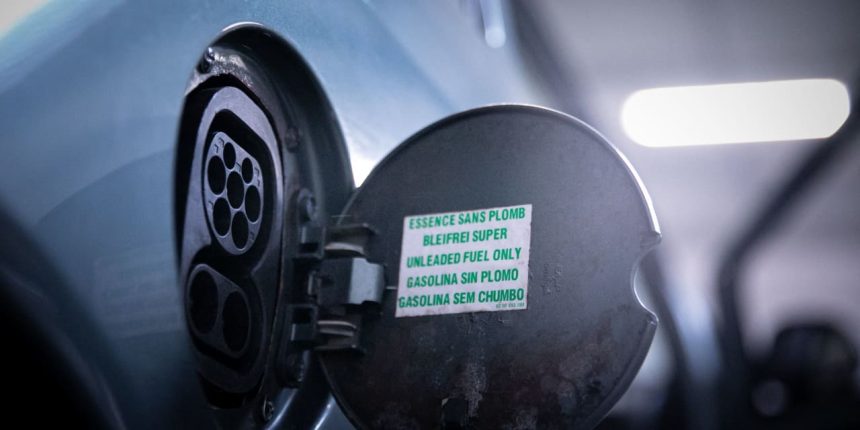 ESSENCE SANS PLOMB
BLEIFREI SUPER
UNLEADED FUEL ONLY
GASOLINA SIN PLOMO
GASOLINA SEM CHUMBO